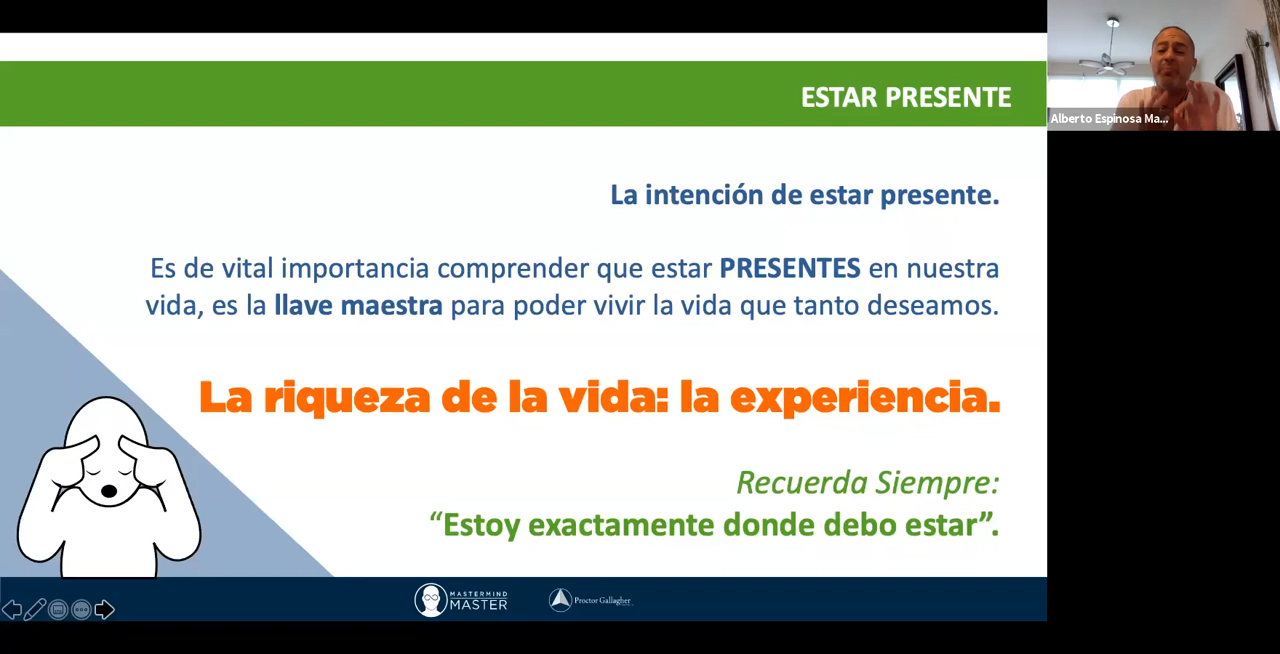 ESTAR PRESENTE
Alberto Espinosa Ma...
La intención de estar presente.
Es de vital importancia comprender que estar PRESENTES en nuestra
vida, es la llave maestra para poder vivir la vida que tanto deseamos.
La riqueza de la vida: la experiencia.
Recuerda Siempre:
“Estoy exactamente donde debo estar”.
MASTERMIND
MASTER
Proctor Gallagher